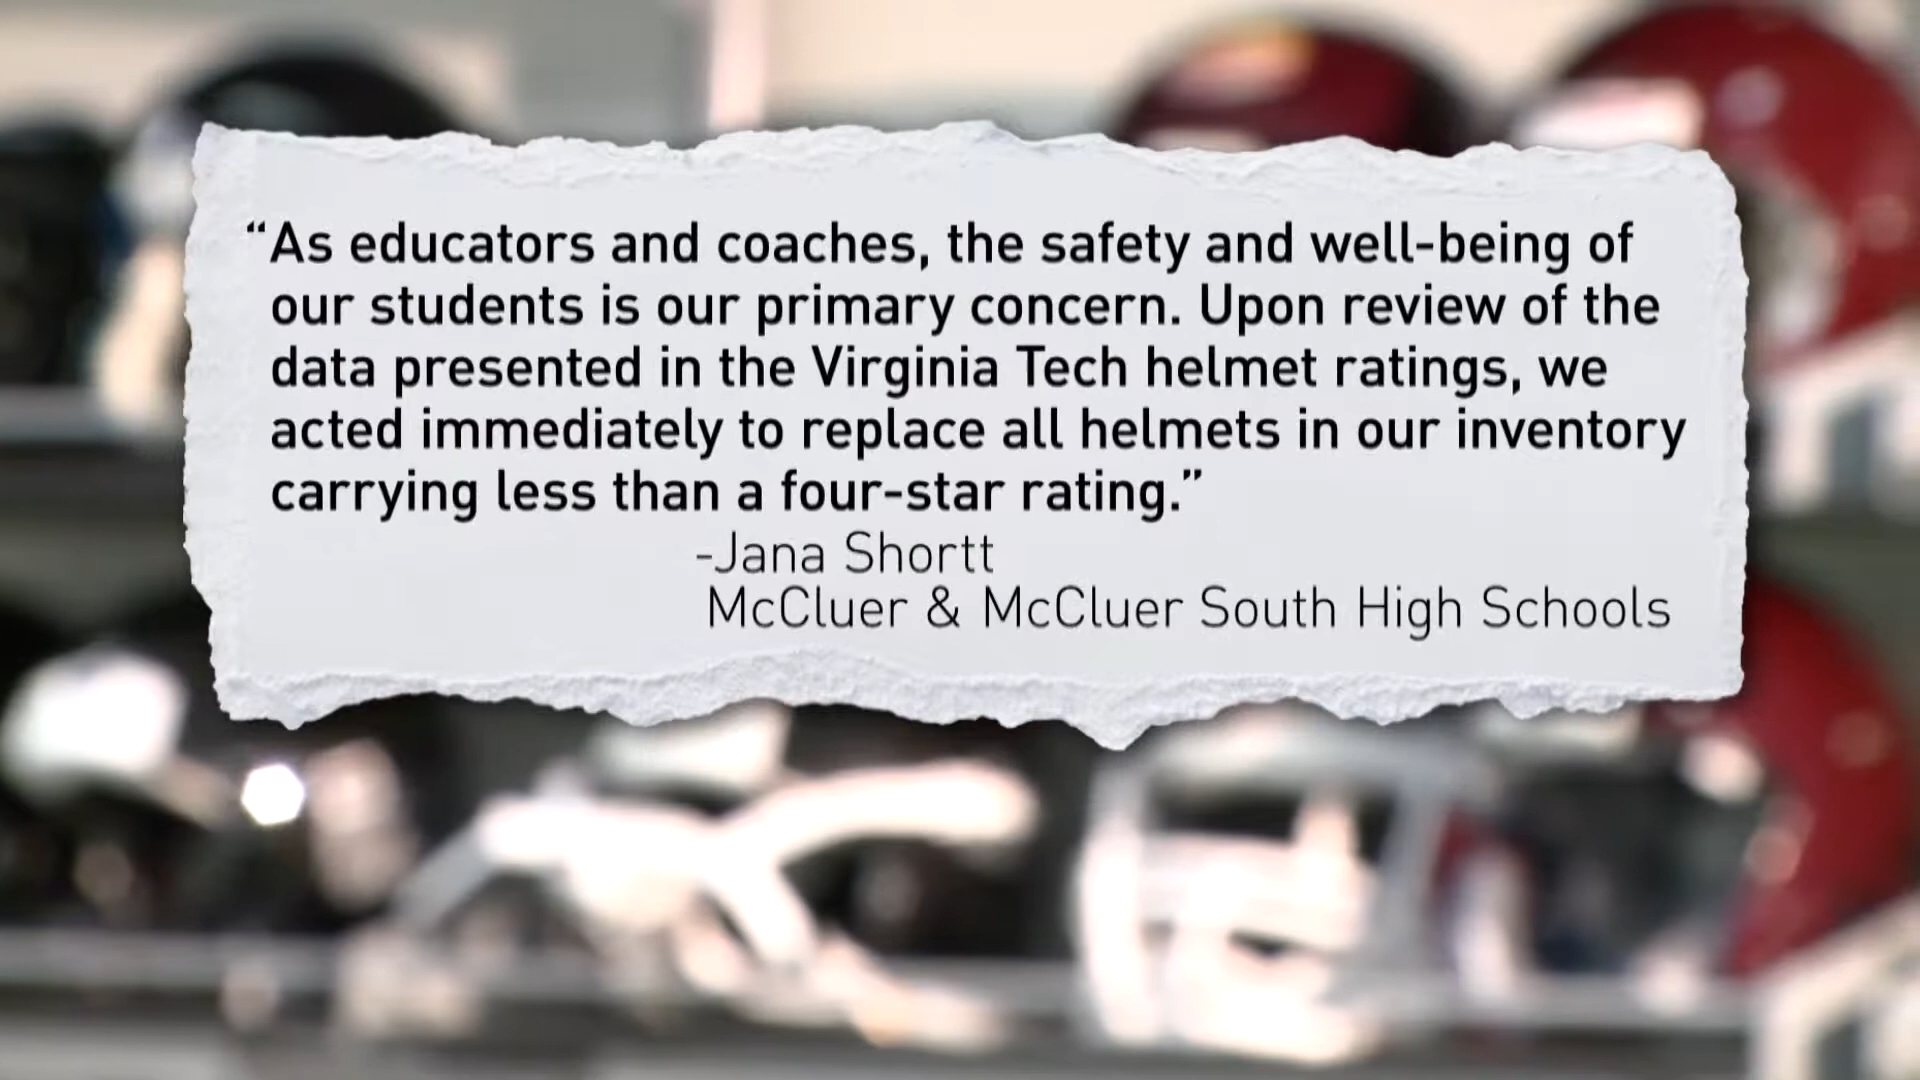 “As educators and coaches, the safety and well-being of
our students is our primary concern. Upon review of the
data presented in the Virginia Tech helmet ratings, we
acted immediately to replace all helmets in our inventory
carrying less than a four-star rating.”
-Jana Shortt
McCluer & McCluer South High Schools